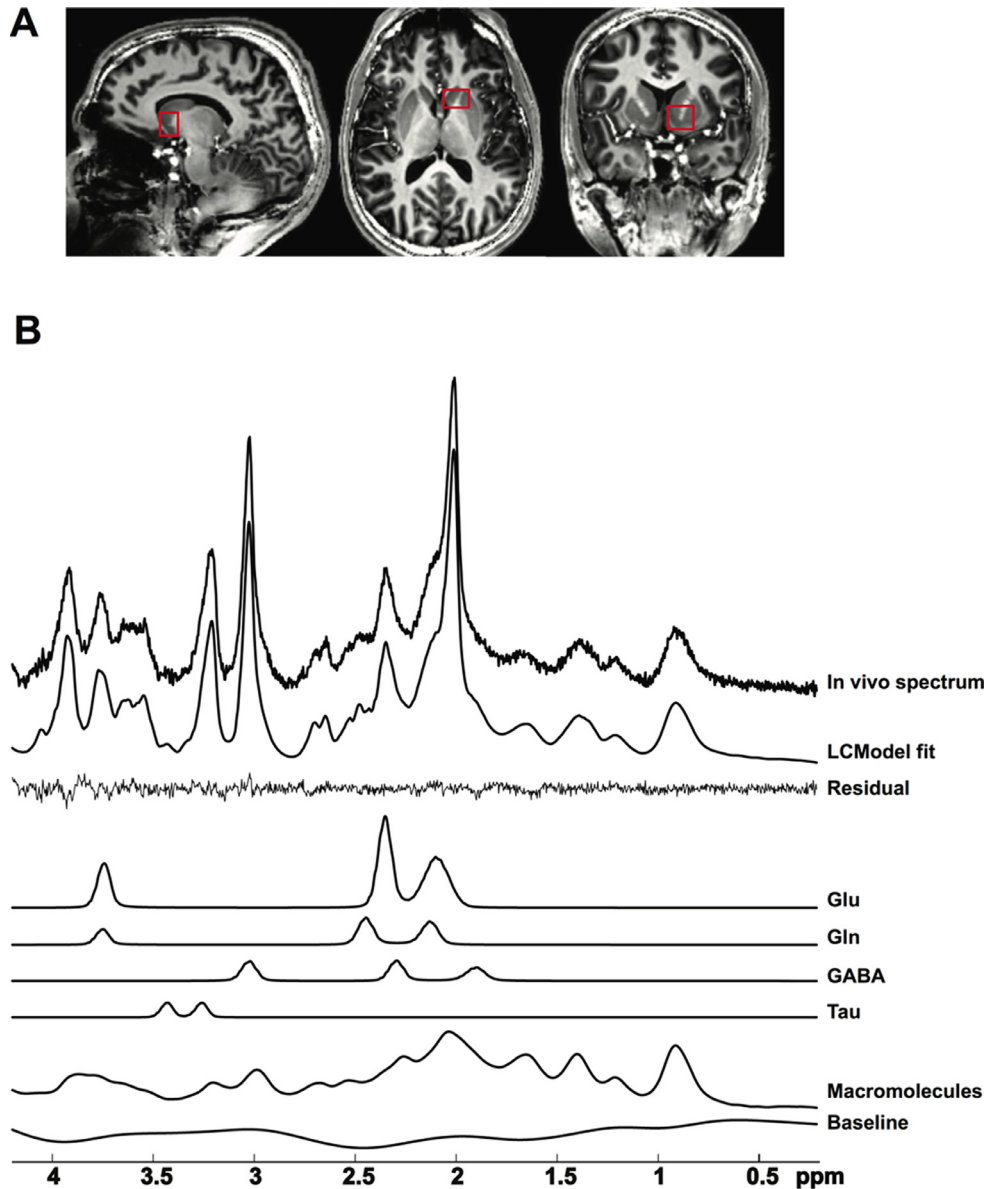 A
B
In vivo spectrum
LCModel fit
Residual
Glu
Gln
GABA
Tau
Macromolecules
Baseline
4 3.5 3 2.5 2 1.5 1 0.5 ppm